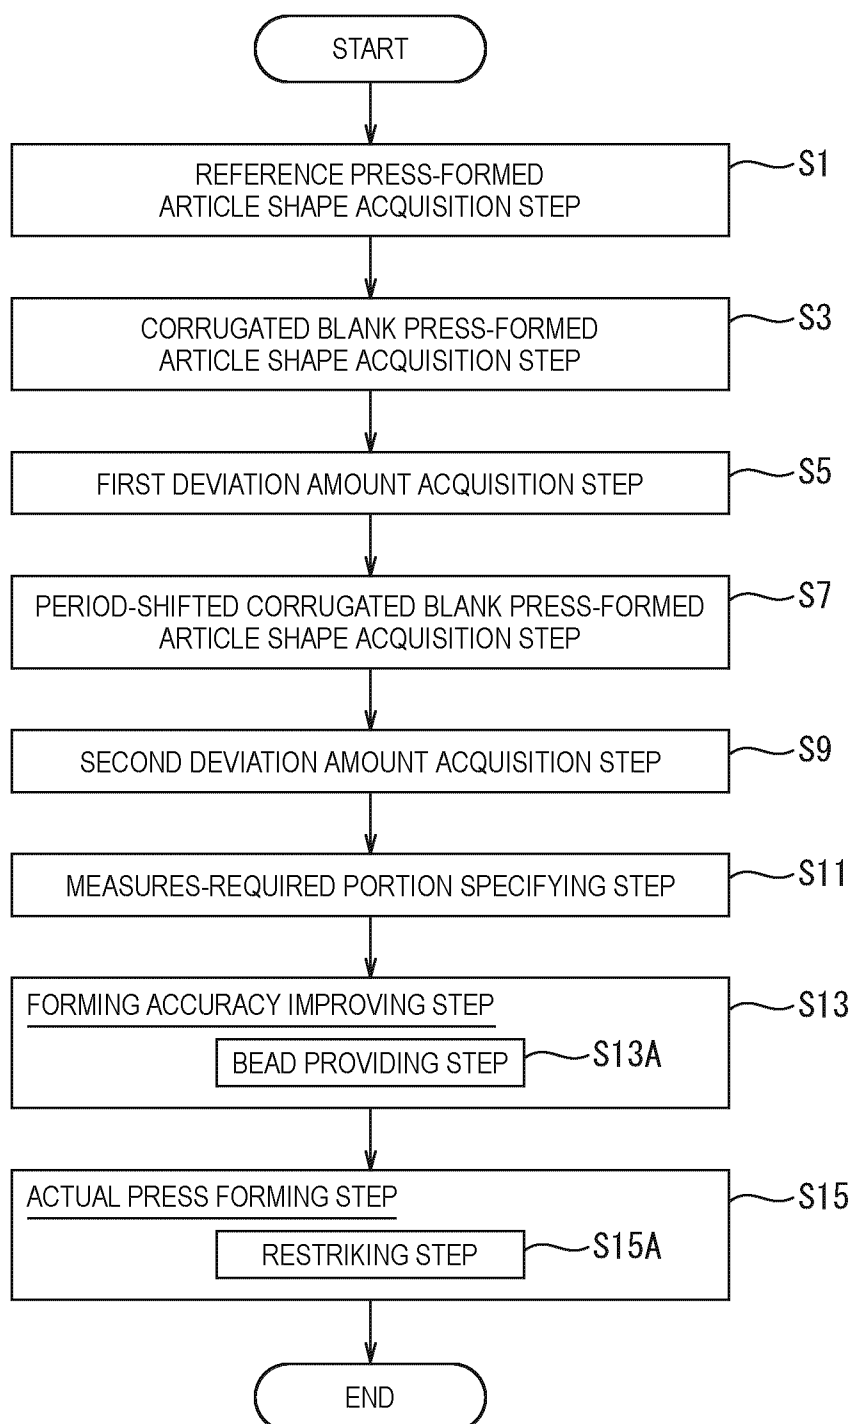 START
REFERENCE PRESS-FORMED
ARTICLE SHAPE ACQUISITION STEP
S1
CORRUGATED BLANK PRESS-FORMED
ARTICLE SHAPE ACQUISITION STEP
S3
FIRST DEVIATION AMOUNT ACQUISITION STEP
S5
PERIOD-SHIFTED CORRUGATED BLANK PRESS-FORMED
ARTICLE SHAPE ACQUISITION STEP
S7
SECOND DEVIATION AMOUNT ACQUISITION STEP
S9
MEASURES-REQUIRED PORTION SPECIFYING STEP
S11
FORMING ACCURACY IMPROVING STEP
S13
BEAD PROVIDING STEP
S13A
ACTUAL PRESS FORMING STEP
S15
RESTRIKING STEP
S15A
END